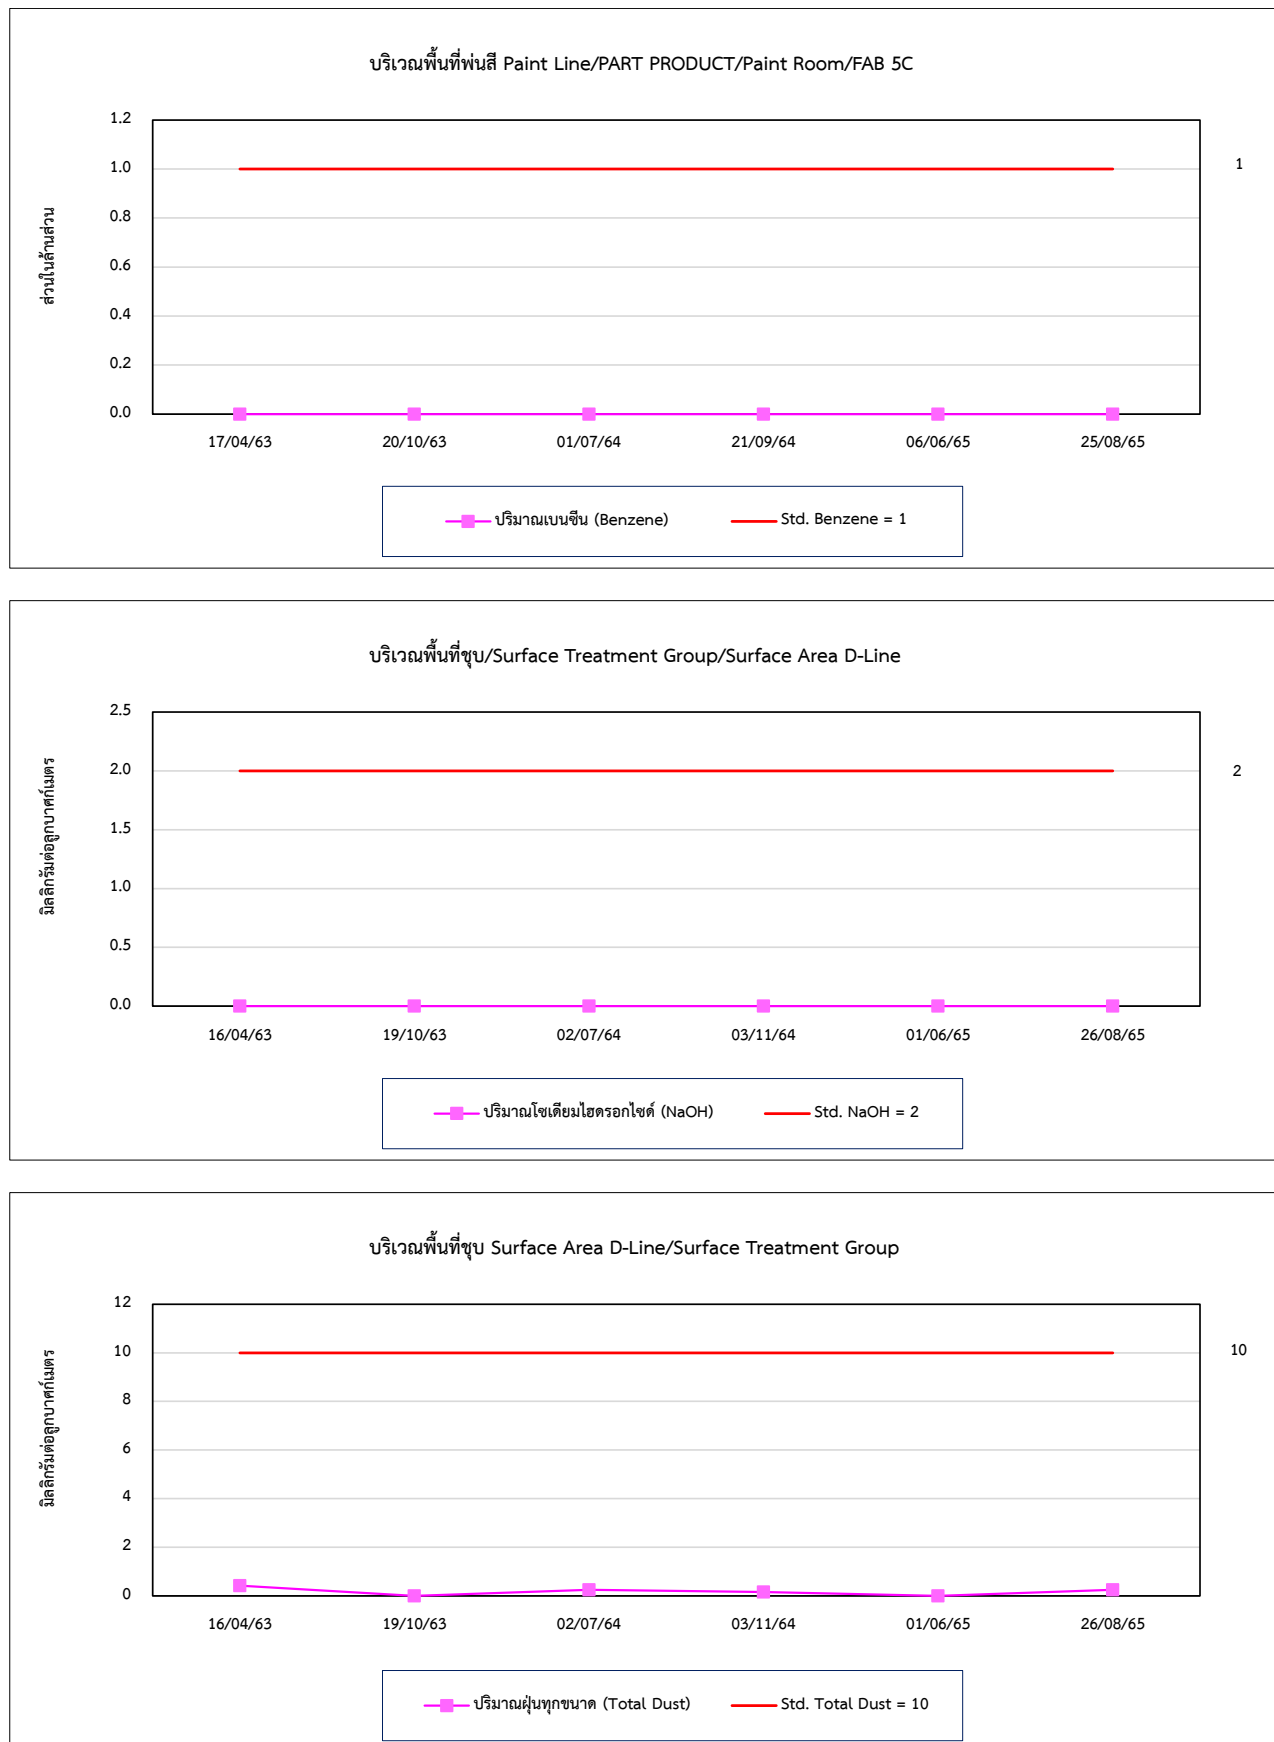 บริเวณพื้นที่พ่นสี Paint Line/PART PRODUCT/Paint Room/FAB 5C
1.2
1.0
1
0.8
0.6
0.4
0.2
0.0
ส่วนในล้านส่วน
17/04/63 20/10/63 01/07/64 21/09/64 06/06/65 25/08/65
ปริมาณเบนซีน (Benzene) Std. Benzene = 1
บริเวณพื้นที่ชุบ/Surface Treatment Group/Surface Area D-Line
2.5
2.0
2
1.5
1.0
0.5
0.0
มิลลิกรัมต่อลูกบาศก์เมตร
16/04/63 19/10/63 02/07/64 03/11/64 01/06/65 26/08/65
ปริมาณโซเดียมไฮดรอกไซด์ (NaOH) Std. NaOH = 2
บริเวณพื้นที่ชุบ Surface Area D-Line/Surface Treatment Group
12
10
10
8
6
4
2
0
มิลลิกรัมต่อลูกบาศก์เมตร
16/04/63 19/10/63 02/07/64 03/11/64 01/06/65 26/08/65
ปริมาณฝุ่นทุกขนาด (Total Dust) Std. Total Dust = 10